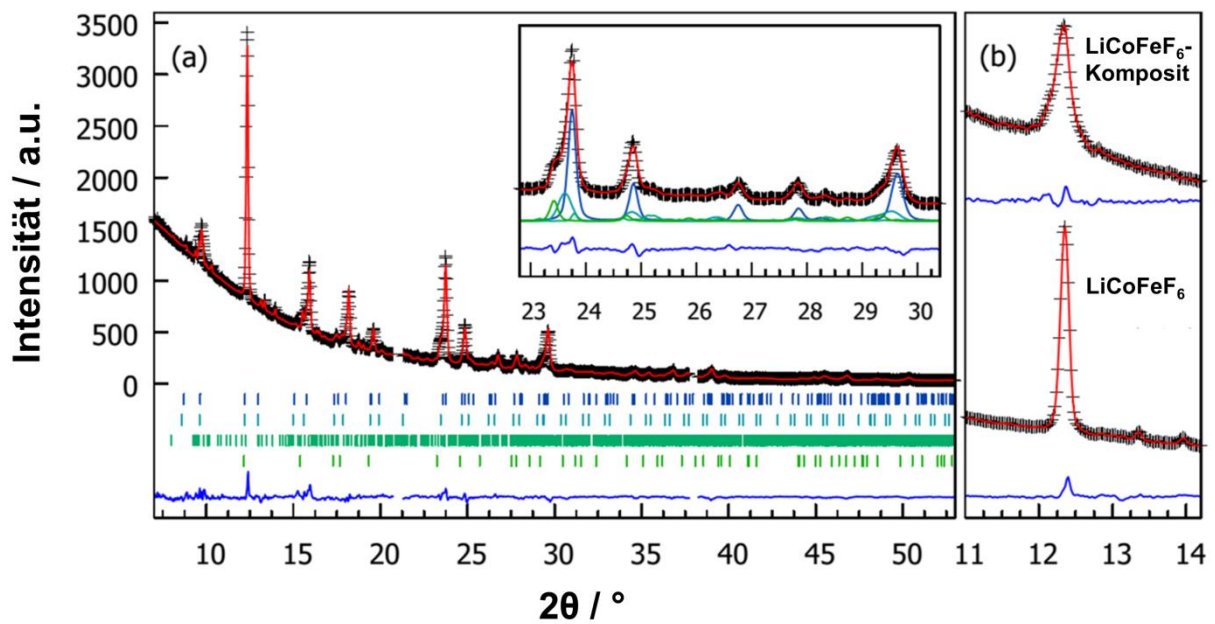 3500
3000
2500
2000
1500
1000
500
0
Intensität / a.u.
(a)
23 24 25 26 27 28 29 30
10 15 20 25 30 35 40 45 50
(b)
LiCoFeF₆-
Komposit
LiCoFeF₆
11 12 13 14
2θ / °